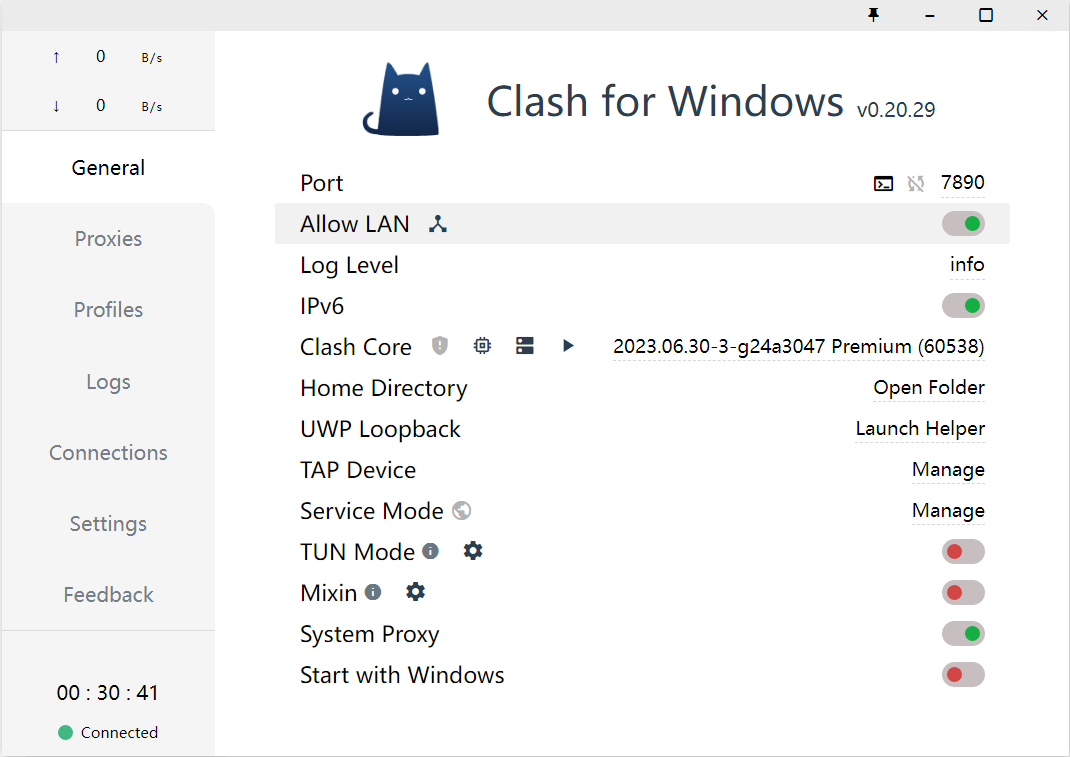 ↑ 0 B/s
↓ 0 B/s
General
Proxies
Profiles
Logs
Connections
Settings
Feedback
00 : 30 : 41
Connected
Clash for Windows v0.20.29
Port 7890
Allow LAN
Log Level info
IPv6
Clash Core 2023.06.30-3-g24a3047 Premium (60538)
Home Directory Open Folder
UWP Loopback Launch Helper
TAP Device Manage
Service Mode Manage
TUN Mode
Mixin
System Proxy
Start with Windows